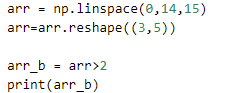 arr = np.linspace(0,14,15)
arr=arr.reshape((3,5))
arr_b = arr>2
print(arr_b)